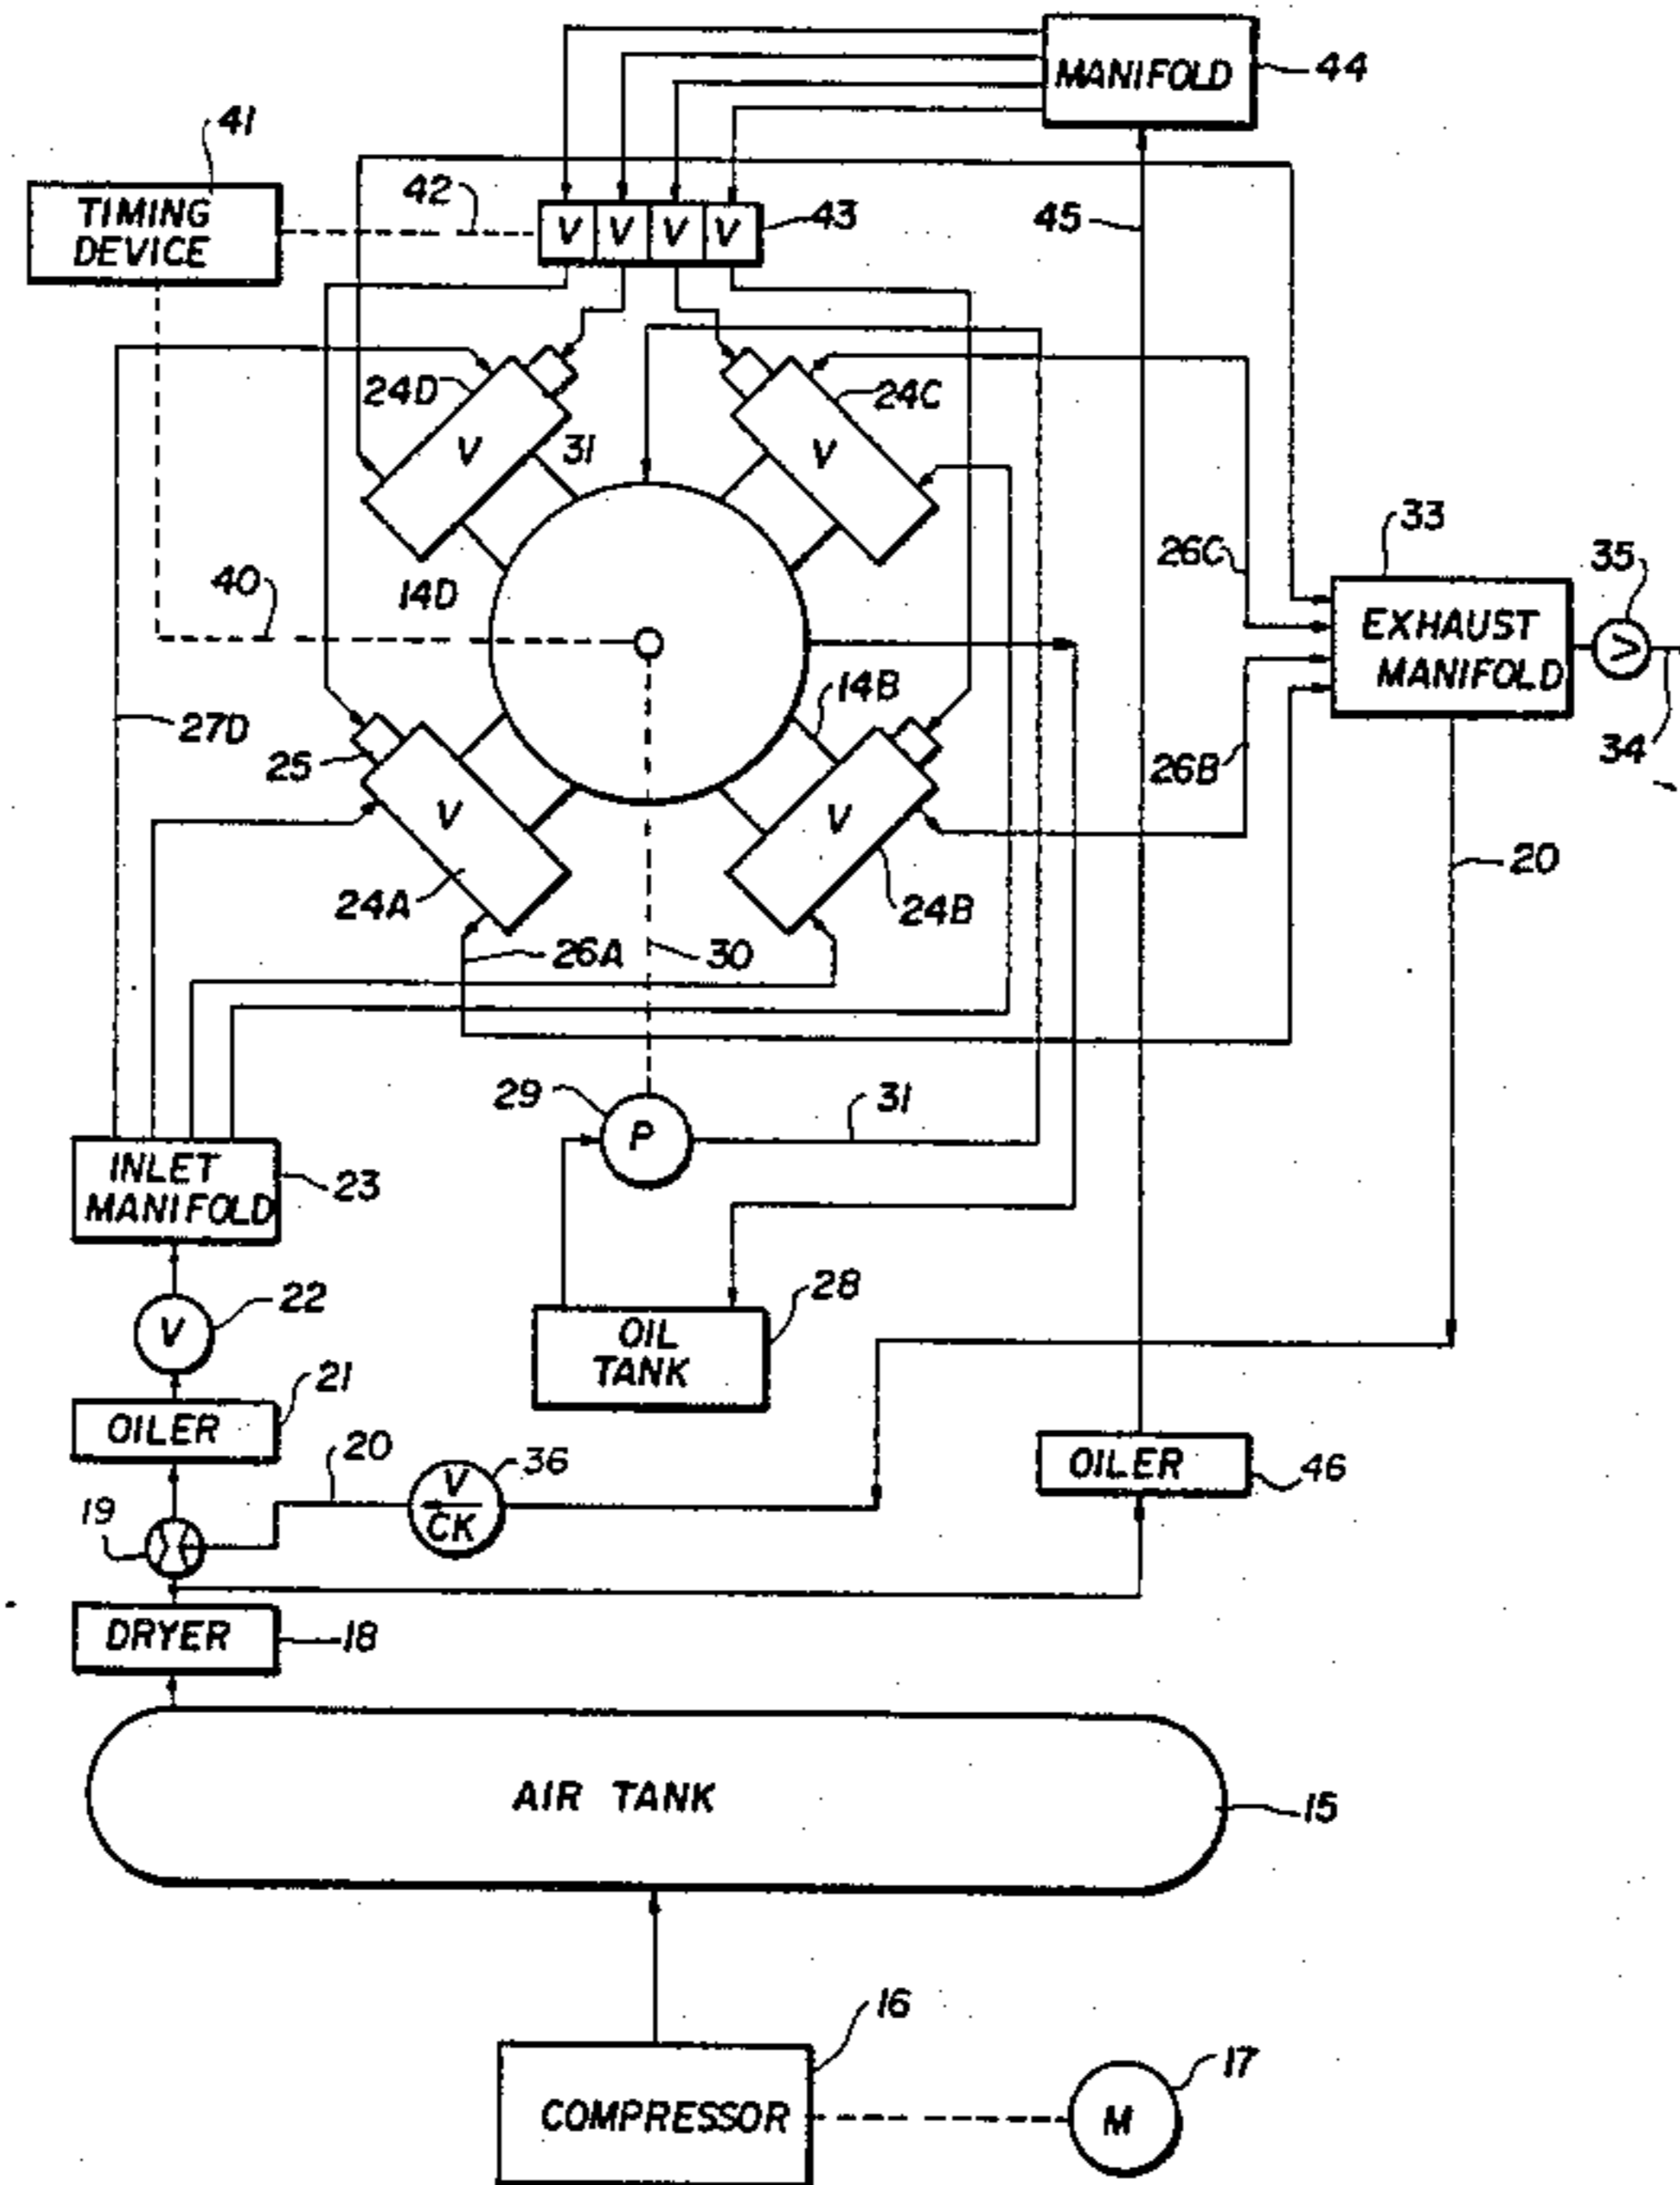 MANIFOLD
44
41
TIMING
DEVICE
42
V V V V
43
45
24D
V
31
24C
V
33
35
26C
EXHAUST
MANIFOLD
>
40
14D
14B
27D
25
V
24A
V
24B
26B
34
20
26A
30
29
P
31
INLET
MANIFOLD
23
22
V
OIL
TANK
28
21
OILER
20
36
V
CK
OILER
46
19
DRYER
18
AIR TANK
15
16
COMPRESSOR
17
M